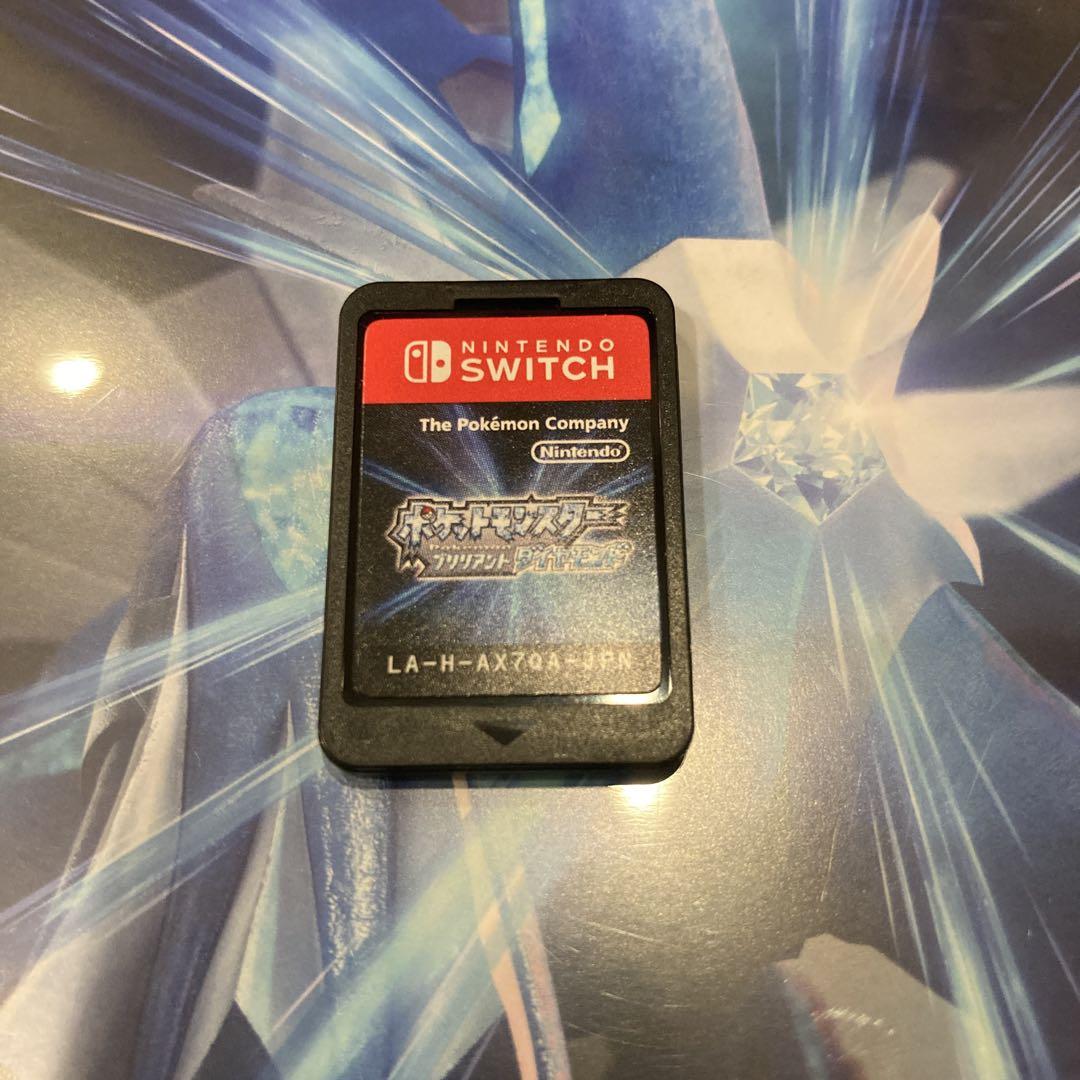 NINTENDO
SWITCH
The Pokémon Company
Nintendo
ポケットモンスター
ブリリアント ダイヤモンド
LA-H-AX7QA-JPN